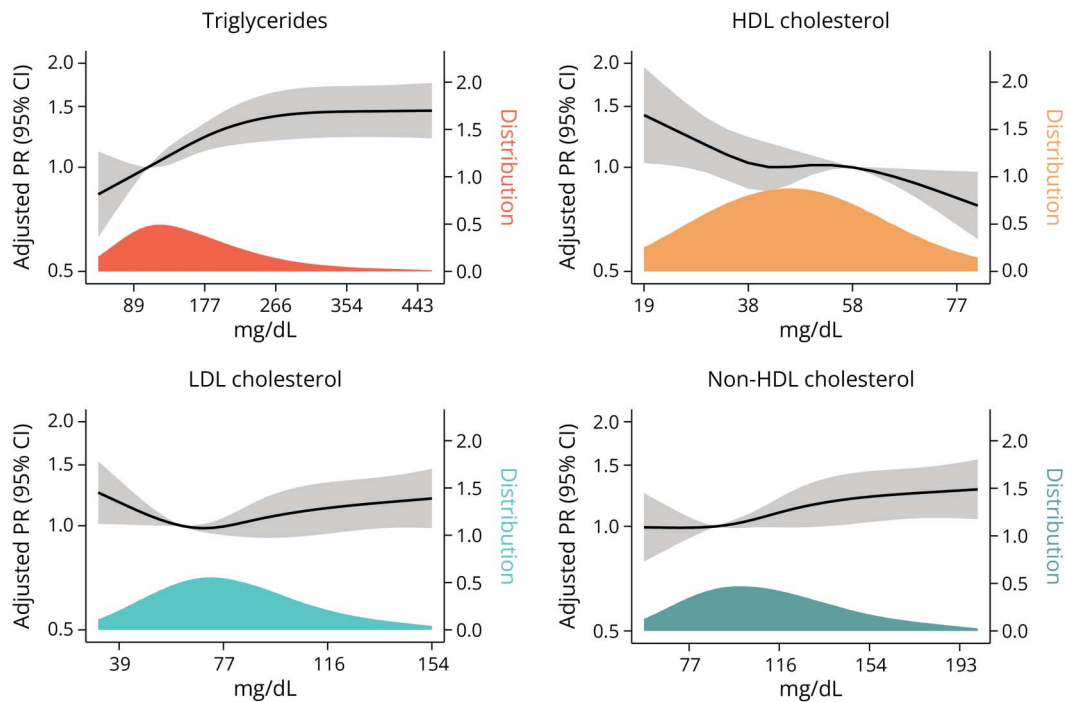 Triglycerides
Adjusted PR (95% CI)
2.0
1.5
1.0
0.5
2.0
1.5
1.0
0.5
0.0
Distribution
89 177 266 354 443
mg/dL
HDL cholesterol
Adjusted PR (95% CI)
2.0
1.5
1.0
0.5
2.0
1.5
1.0
0.5
0.0
Distribution
19 38 58 77
mg/dL
LDL cholesterol
Adjusted PR (95% CI)
2.0
1.5
1.0
0.5
2.0
1.5
1.0
0.5
0.0
Distribution
39 77 116 154
mg/dL
Non-HDL cholesterol
Adjusted PR (95% CI)
2.0
1.5
1.0
0.5
2.0
1.5
1.0
0.5
0.0
Distribution
77 116 154 193
mg/dL